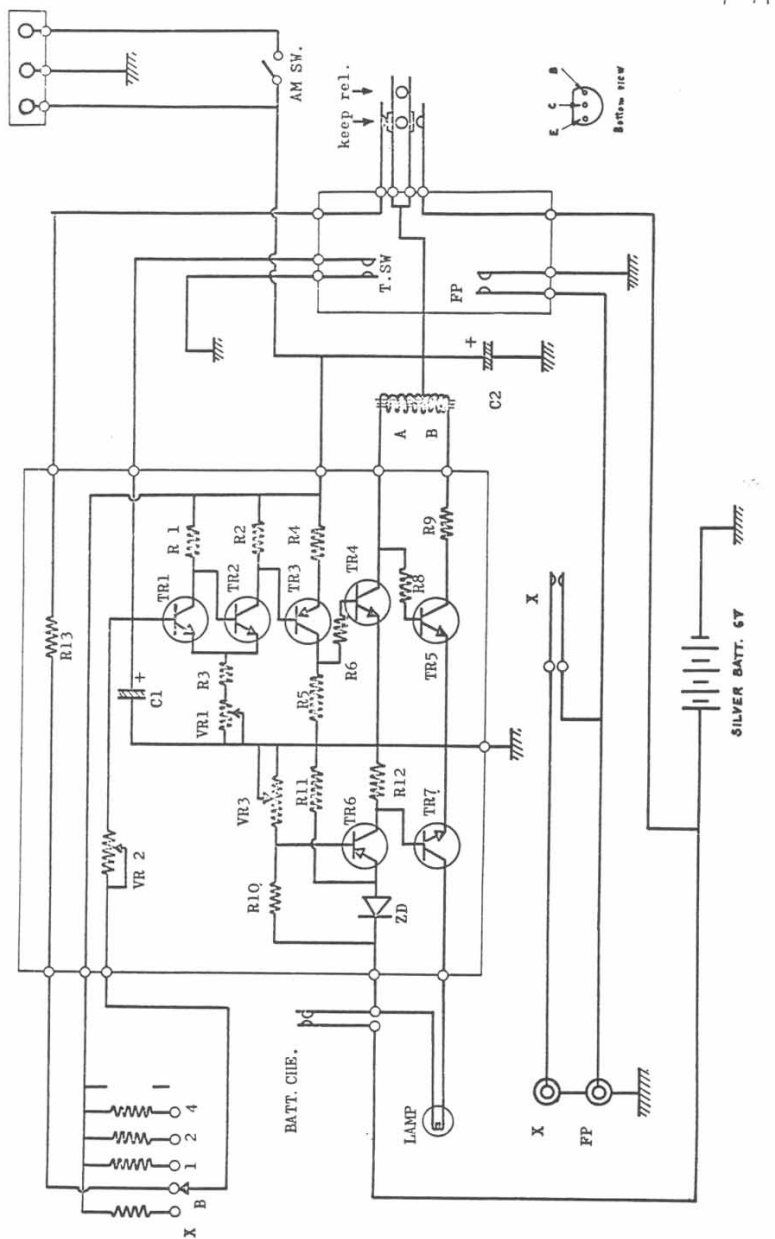 AM SW.
keep rel.
B
C
E
Bottom view
T.SW
FP
+
C2
A
B
R13
C1
+
R 1
R2
R4
TR1
TR2
TR3
TR4
R3
VR1
R5
R6
R8
R9
TR5
VR 2
VR3
R11
R12
TR6
TR7
R10
ZD
BATT. CHE.
LAMP
4
2
1
B
X
X
X
FP
SILVER BATT. 6V